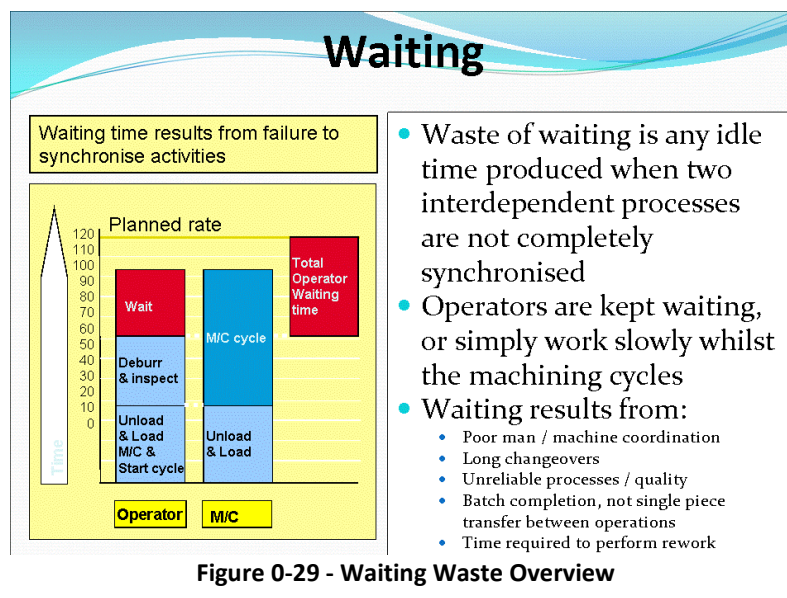 Waiting
Waiting time results from failure to
synchronise activities
Planned rate
120
110
100
90
80
70
60
50
40
30
20
10
0
Time
Wait
Deburr
& inspect
Unload
& Load
M/C &
Start cycle
M/C cycle
Unload
& Load
Total
Operator
Waiting
time
Operator
M/C
• Waste of waiting is any idle
time produced when two
interdependent processes
are not completely
synchronised
• Operators are kept waiting,
or simply work slowly whilst
the machining cycles
• Waiting results from:
• Poor man / machine coordination
• Long changeovers
• Unreliable processes / quality
• Batch completion, not single piece
transfer between operations
• Time required to perform rework
Figure 0-29 - Waiting Waste Overview